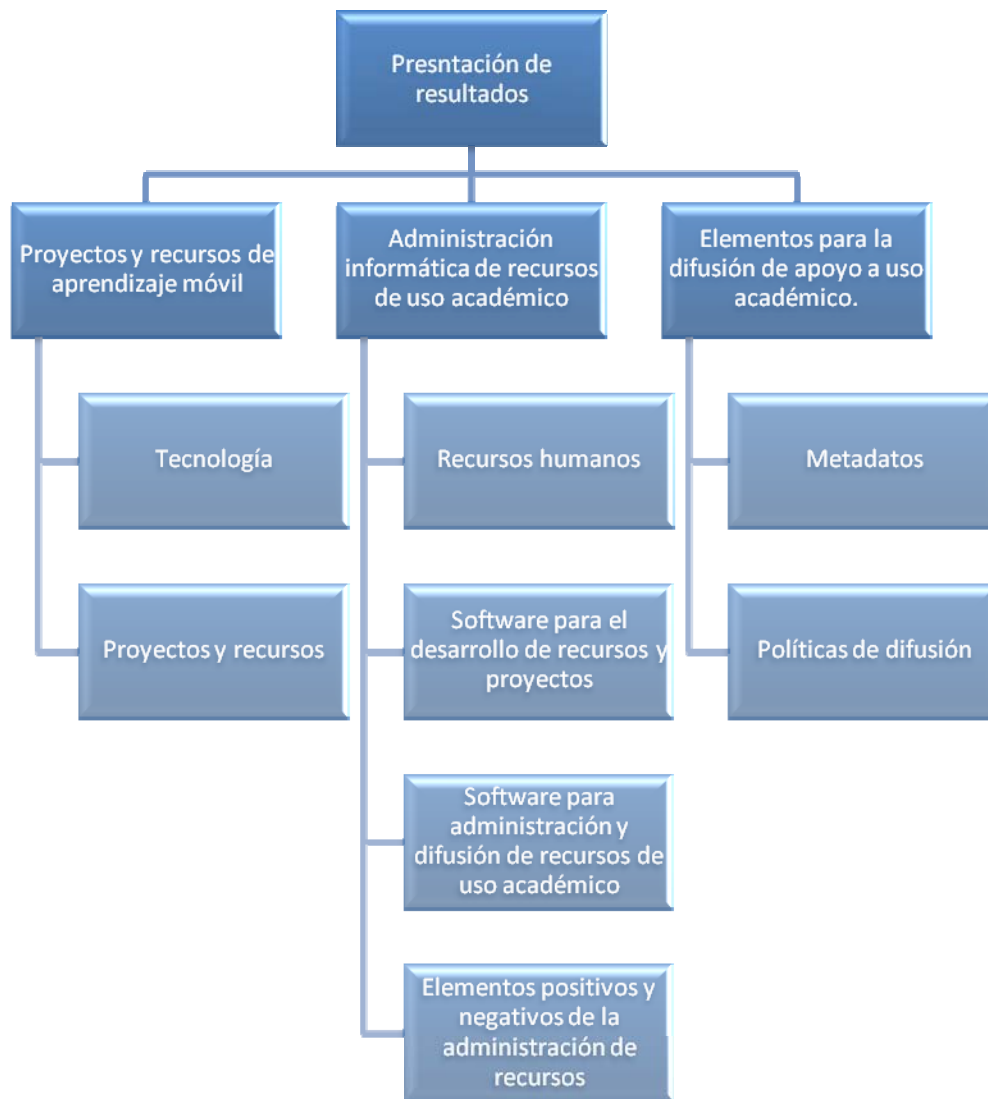 Presntación de
resultados
Proyectos y recursos de
aprendizaje móvil
Tecnología
Proyectos y recursos
Administración
informática de recursos
de uso académico
Recursos humanos
Software para el
desarrollo de recursos y
proyectos
Software para
administración y
difusión de recursos de
uso académico
Elementos positivos y
negativos de la
administración de
recursos
Elementos para la
difusión de apoyo a uso
académico.
Metadatos
Políticas de difusión